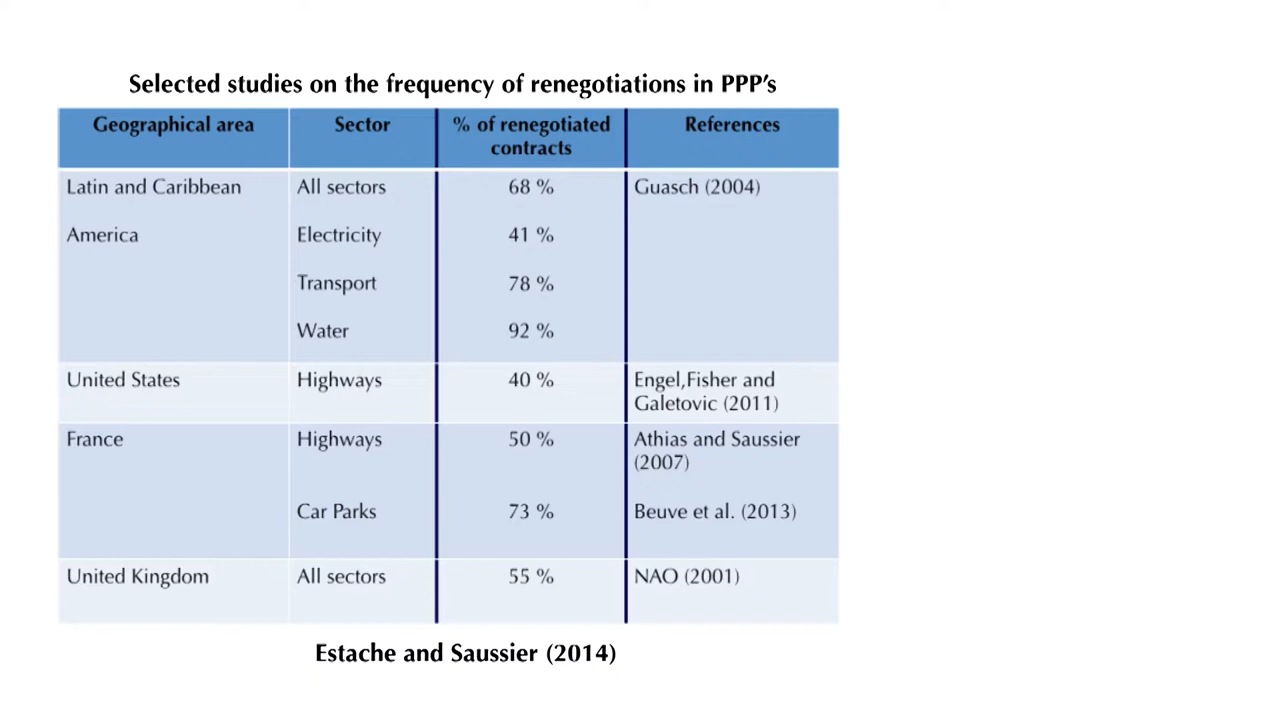 Selected studies on the frequency of renegotiations in PPP's
Geographical area Sector % of renegotiated contracts References
Latin and Caribbean All sectors 68 % Guasch (2004)
America Electricity 41 %
Transport 78 %
Water 92 %
United States Highways 40 % Engel,Fisher and
Galetovic (2011)
France Highways 50 % Athias and Saussier
(2007)
Car Parks 73 % Beuve et al. (2013)
United Kingdom All sectors 55 % NAO (2001)
Estache and Saussier (2014)